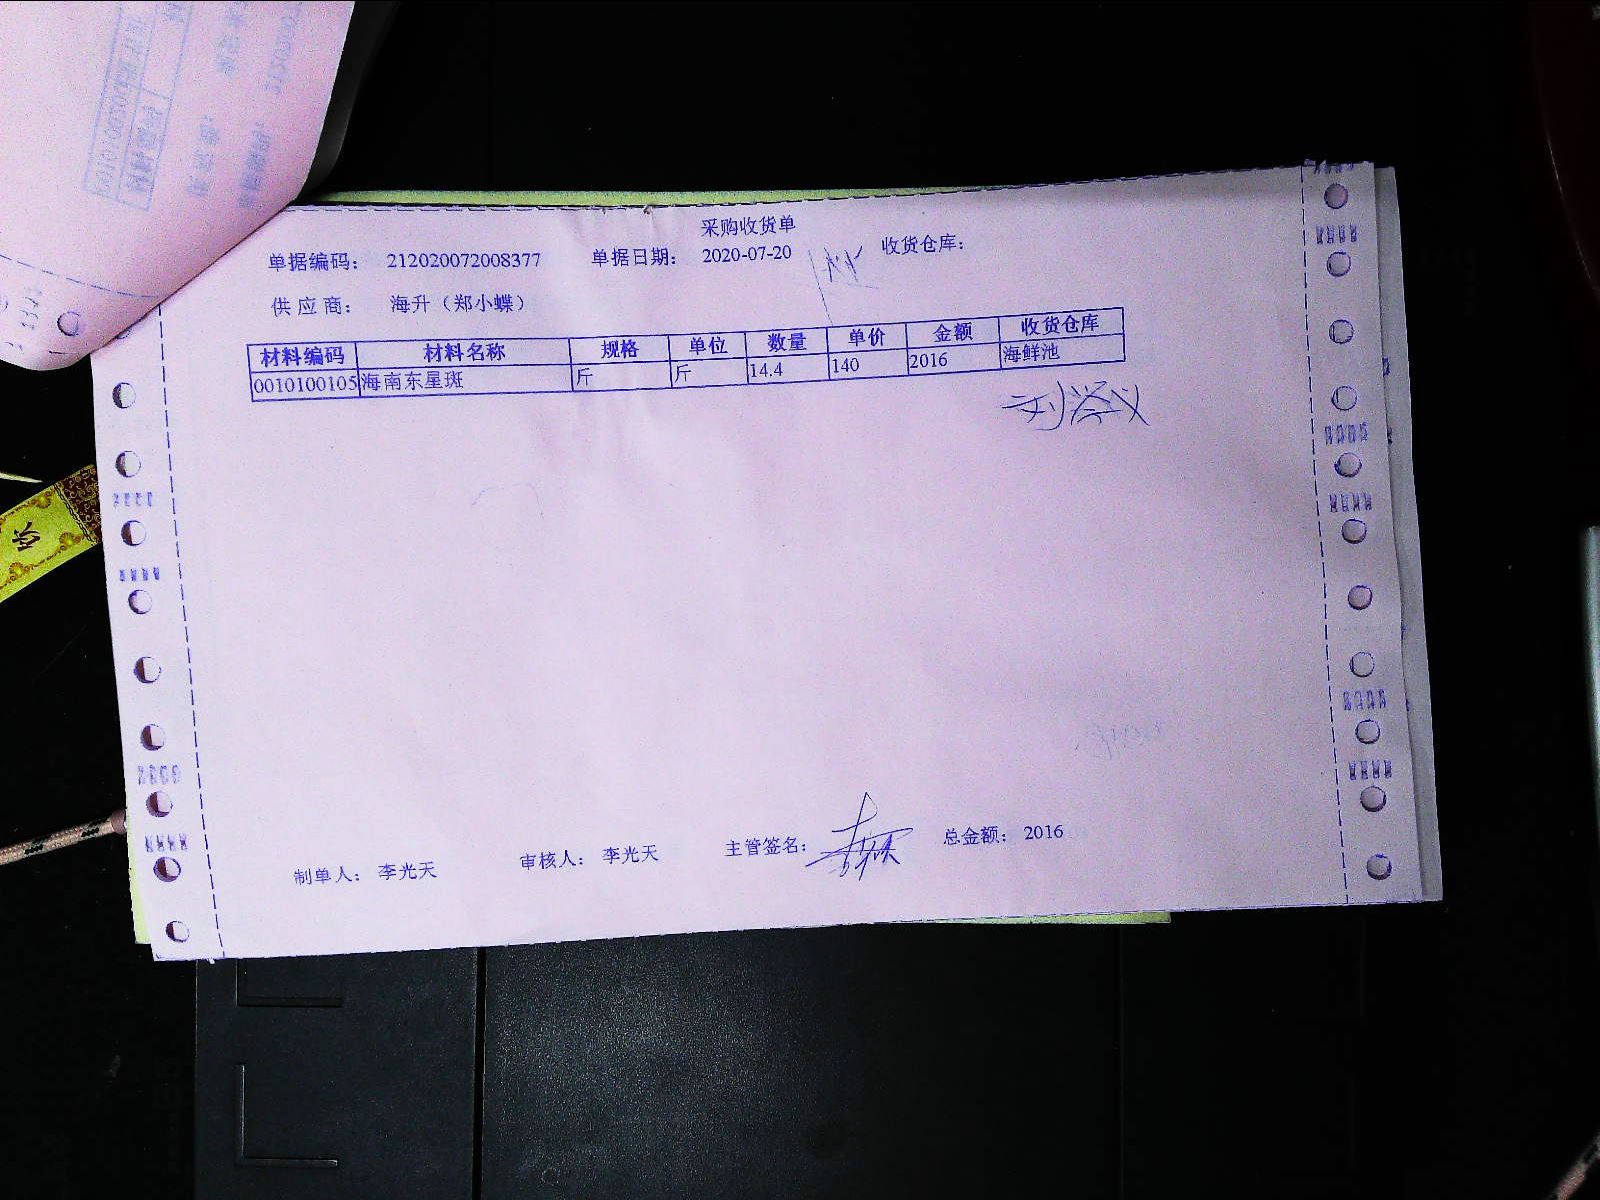 采购收货单
单据编码： 212020072008377 单据日期： 2020-07-20 收货仓库：
供应商： 海升（郑小蝶）
材料编码 材料名称 规格 单位 数量 单价 金额 收货仓库
0010100105 海南东星斑 斤 斤 14.4 140 2016 海鲜池
制单人： 李光天 审核人： 李光天 主管签名： 总金额： 2016